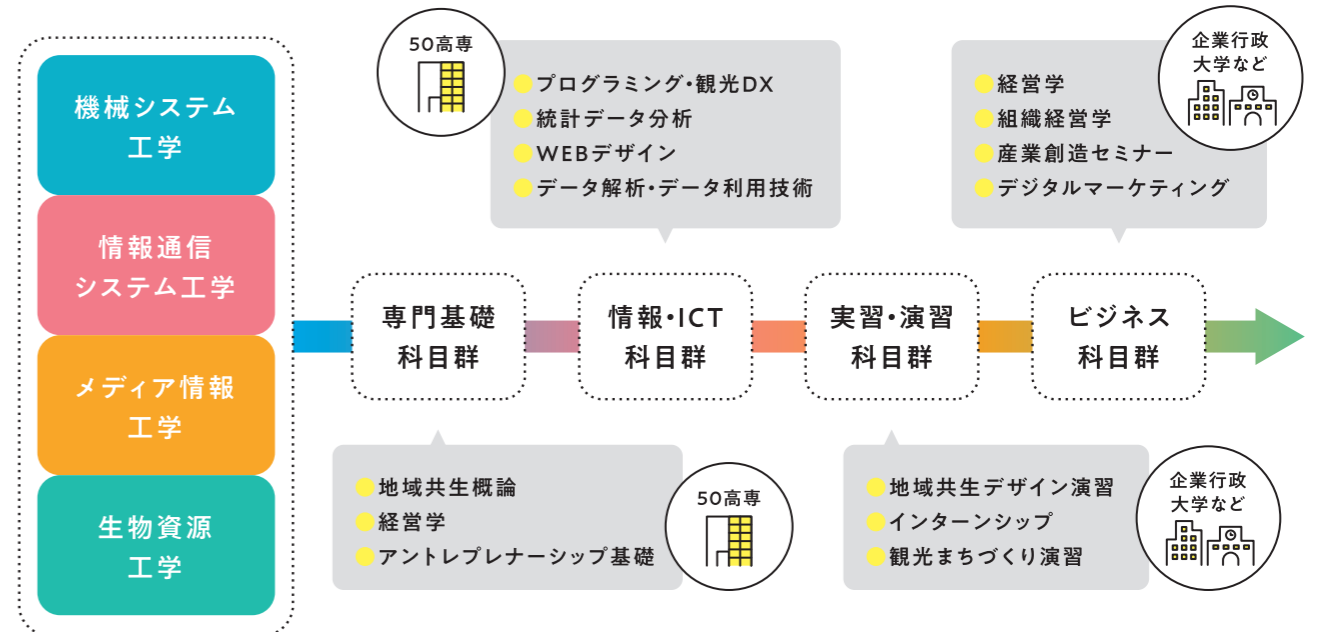 機械システム
工学
情報通信
システム工学
メディア情報
工学
生物資源
工学
50高専
プログラミング・観光DX
統計データ分析
WEBデザイン
データ解析・データ利用技術
企業行政
大学など
経営学
組織経営学
産業創造セミナー
デジタルマーケティング
専門基礎
科目群
情報・ICT
科目群
実習・演習
科目群
ビジネス
科目群
地域共生概論
経営学
アントレプレナーシップ基礎
50高専
地域共生デザイン演習
インターンシップ
観光まちづくり演習
企業行政
大学など